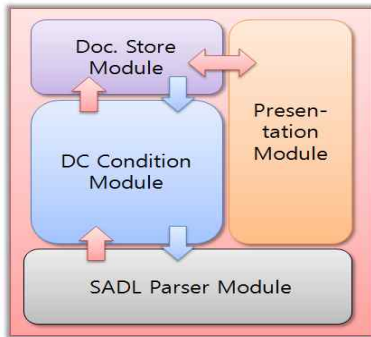 Doc. Store
Module
Presen-
tation
Module
DC Condition
Module
SADL Parser Module